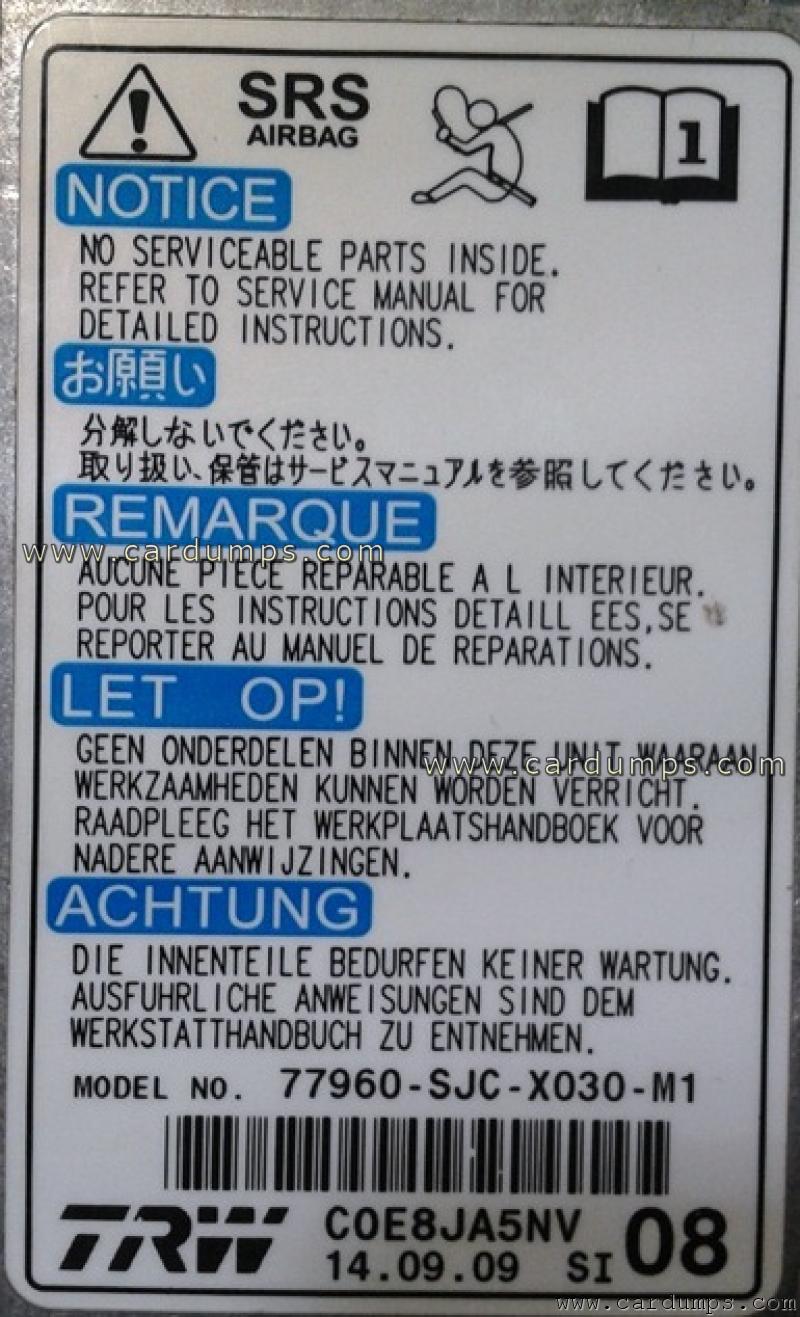 SRS
AIRBAG
1
NOTICE
NO SERVICEABLE PARTS INSIDE.
REFER TO SERVICE MANUAL FOR
DETAILED INSTRUCTIONS.
お願い
分解しないでください。
取り扱い、保管はサービスマニュアルを参照してください。
REMARQUE
www.cardumps.com
AUCUNE PIECE REPARABLE A L INTERIEUR.
POUR LES INSTRUCTIONS DETAILL EES,SE
REPORTER AU MANUEL DE REPARATIONS.
LET OP!
GEEN ONDERDELEN BINNEN DEZE UNIT WAARAAN
www.cardumps.com
WERKZAAMHEDEN KUNNEN WORDEN VERRICHT.
RAADPLEEG HET WERKPLAATSHANDBOEK VOOR
NADERE AANWIJZINGEN.
ACHTUNG
DIE INNENTEILE BEDURFEN KEINER WARTUNG.
AUSFUHRLICHE ANWEISUNGEN SIND DEM
WERKSTATTHANDBUCH ZU ENTNEHMEN.
MODEL NO. 77960-SJC-X030-M1
TRW C0E8JA5NV
14.09.09 SI 08
www.cardumps.com